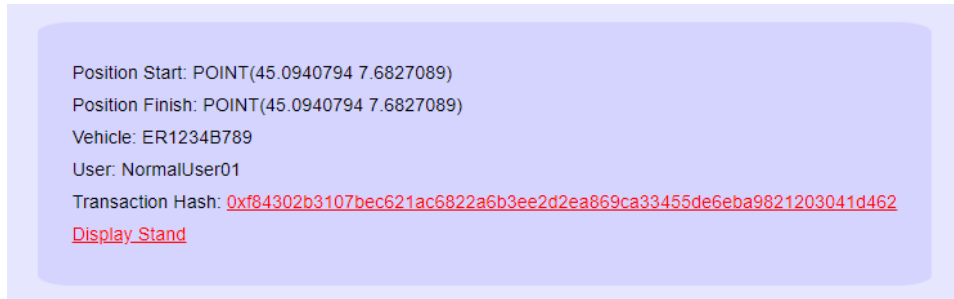 Position Start: POINT(45.0940794 7.6827089)
Position Finish: POINT(45.0940794 7.6827089)
Vehicle: ER1234B789
User: NormalUser01
Transaction Hash: 0xf84302b3107bec621ac6822a6b3ee2d2ea869ca33455de6eba9821203041d462
Display Stand